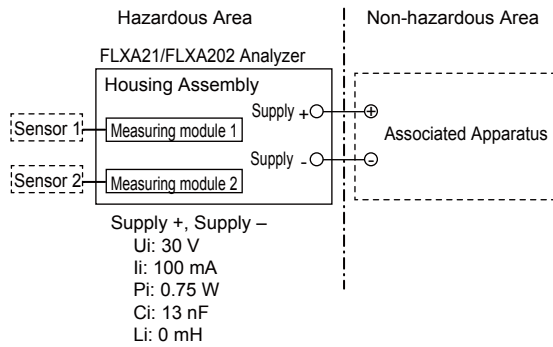 Hazardous Area
Non-hazardous Area
FLXA21/FLXA202 Analyzer
Housing Assembly
Supply +
Sensor 1
Measuring module 1
Associated Apparatus
Supply -
Sensor 2
Measuring module 2
Supply +, Supply –
Ui: 30 V
Ii: 100 mA
Pi: 0.75 W
Ci: 13 nF
Li: 0 mH